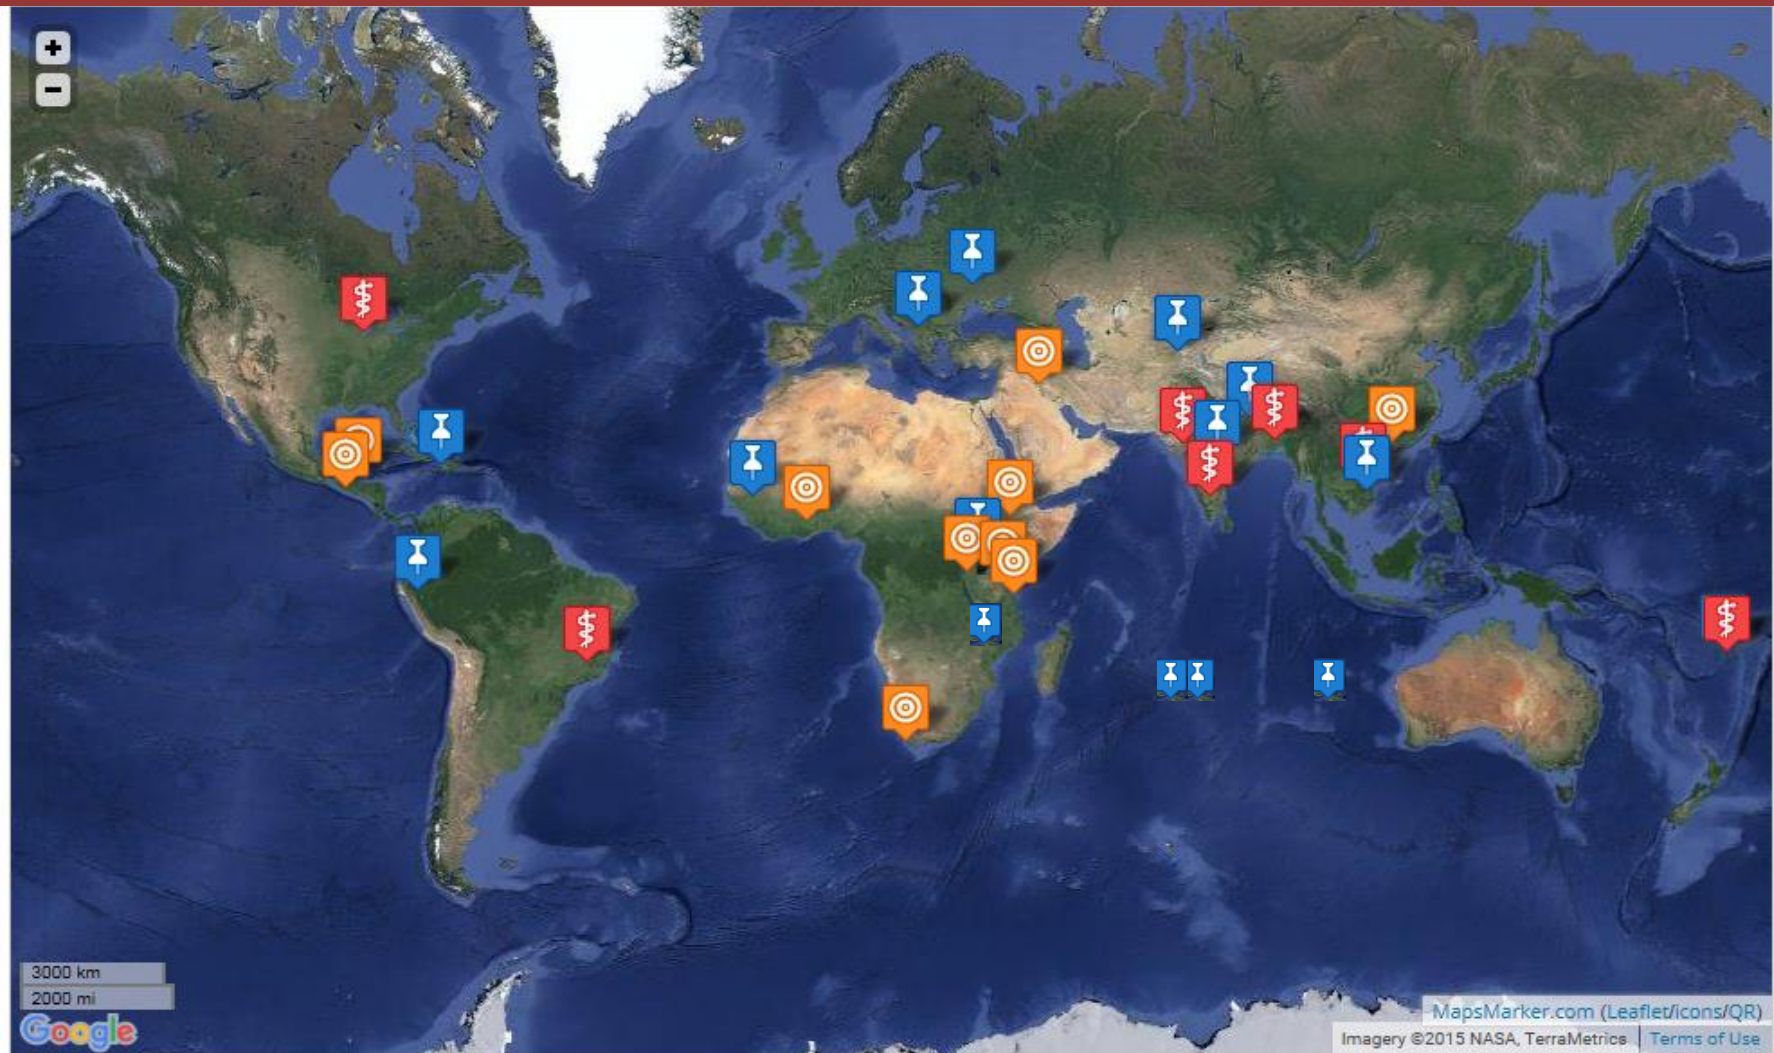 +
−
3000 km
2000 mi
Google
MapsMarker.com (Leaflet/icons/QR)
Imagery ©2015 NASA, TerraMetrics Terms of Use